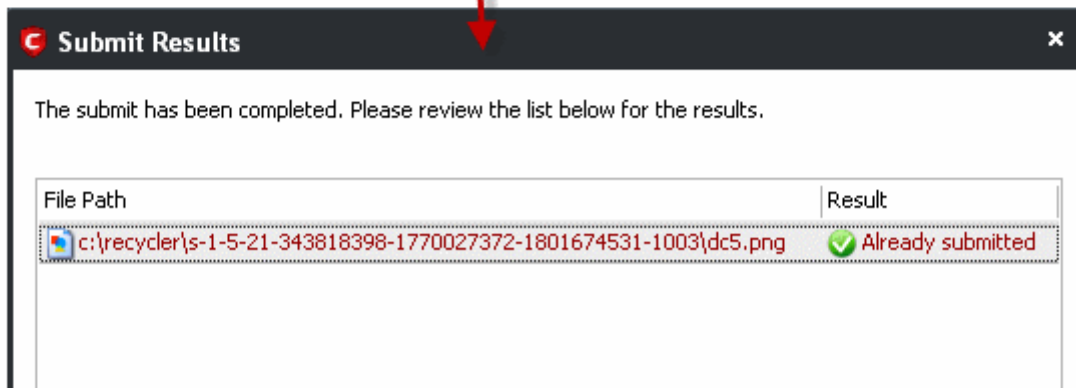 Submit Results
The submit has been completed. Please review the list below for the results.
File Path Result
c:\recycler\s-1-5-21-343818398-1770027372-1801674531-1003\dc5.png Already submitted